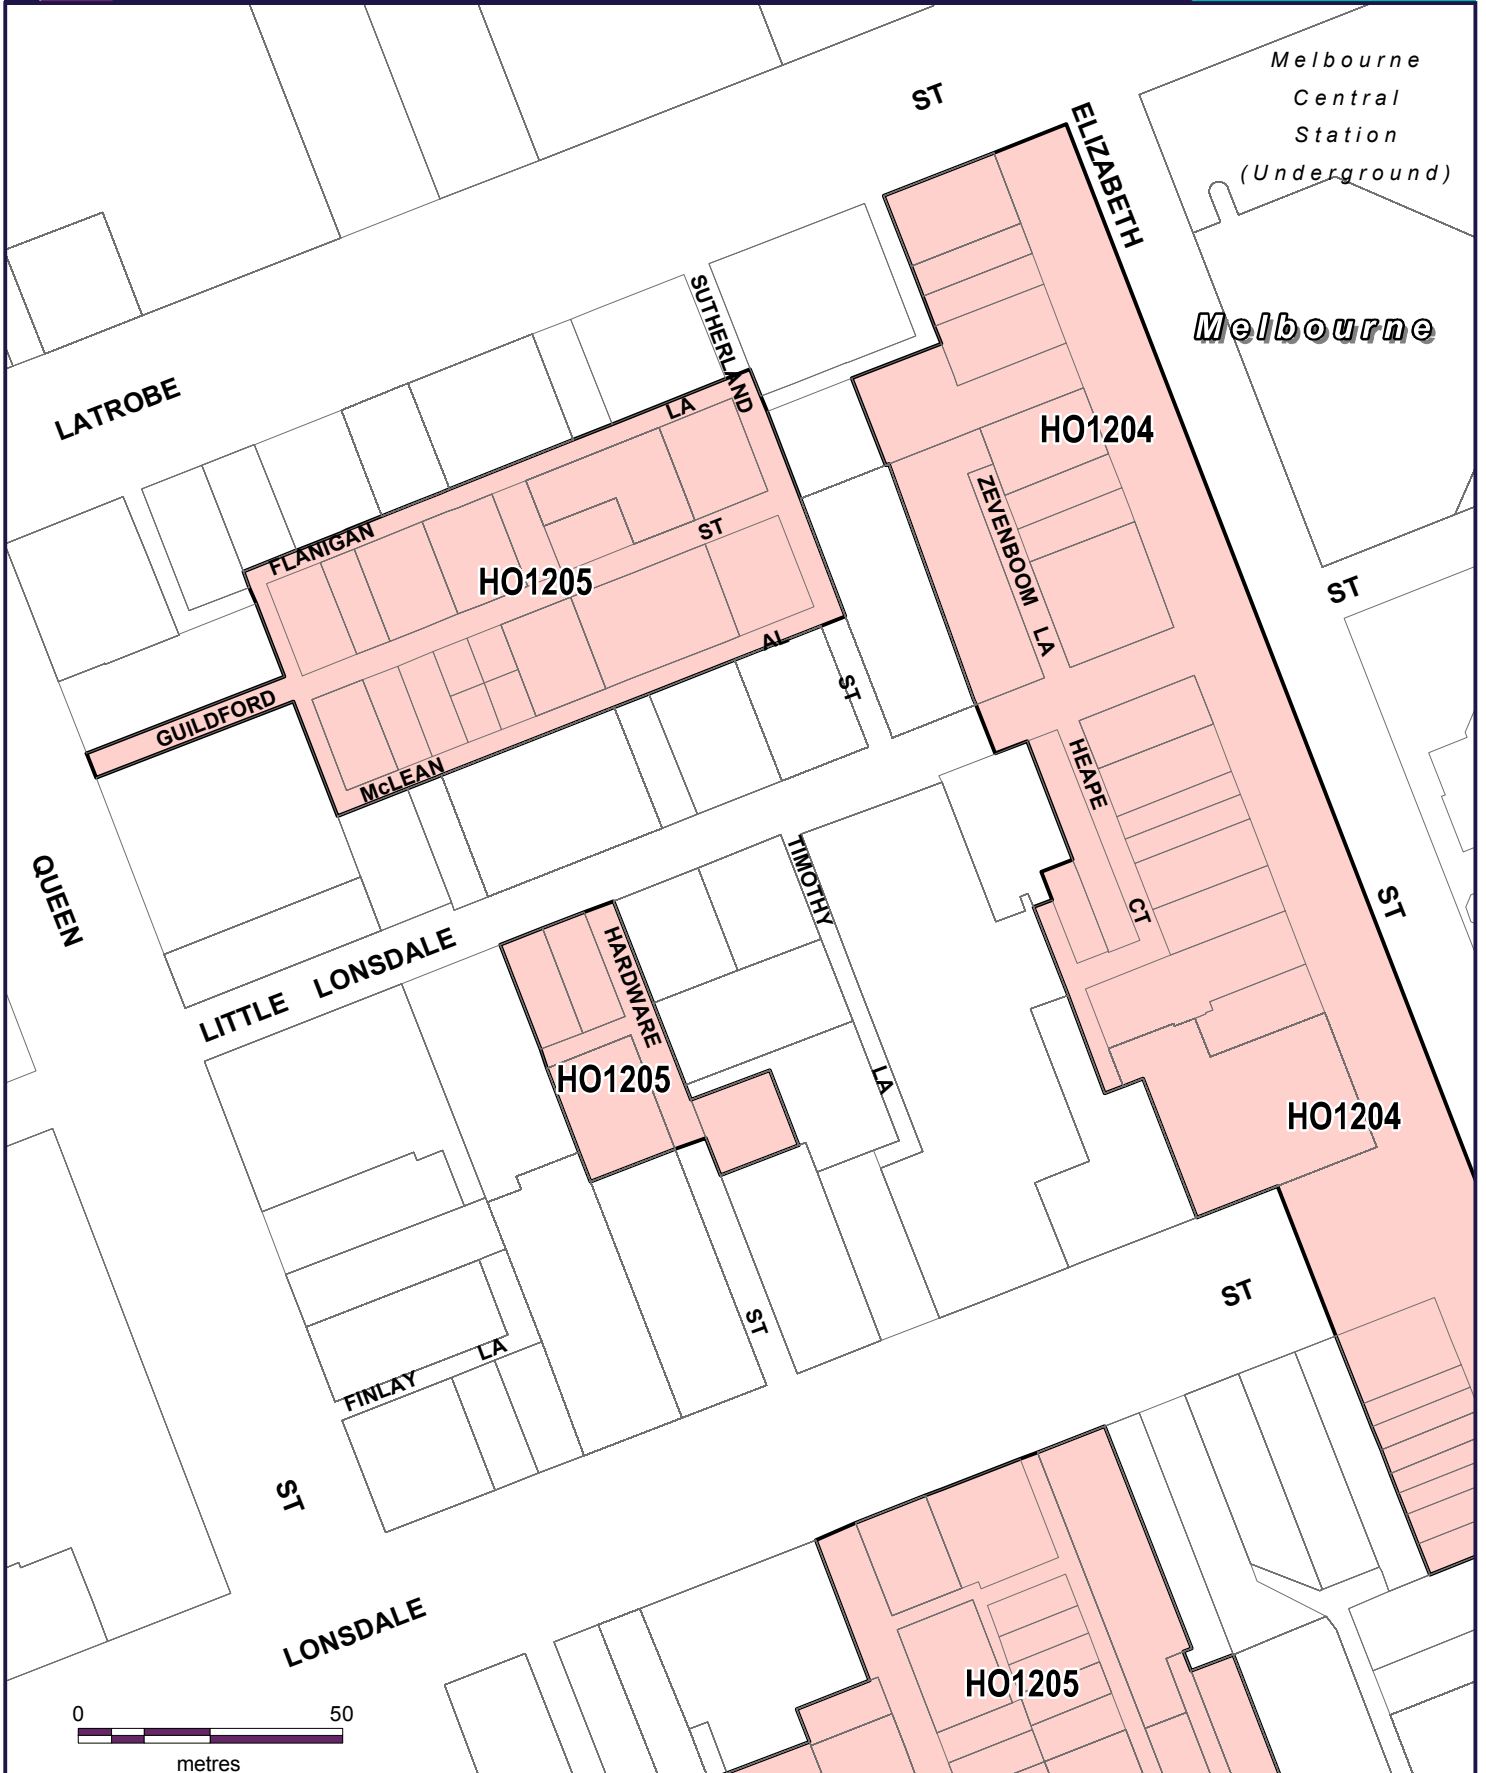 Melbourne
Central
Station
(Underground)
ST
ELIZABETH
SUTHERLAND
Melbourne
LATROBE
LA
HO1204
FLANIGAN
ST
ZEVENBOOM
HO1205
ST
LA
AL
ST
GUILDFORD
McLEAN
HEAPE
QUEEN
TIMOTHY
CT
ST
LITTLE LONSDALE
HARDWARE
HO1205
LA
HO1204
ST
ST
LA
FINLAY
ST
LONSDALE
HO1205
0 50
metres